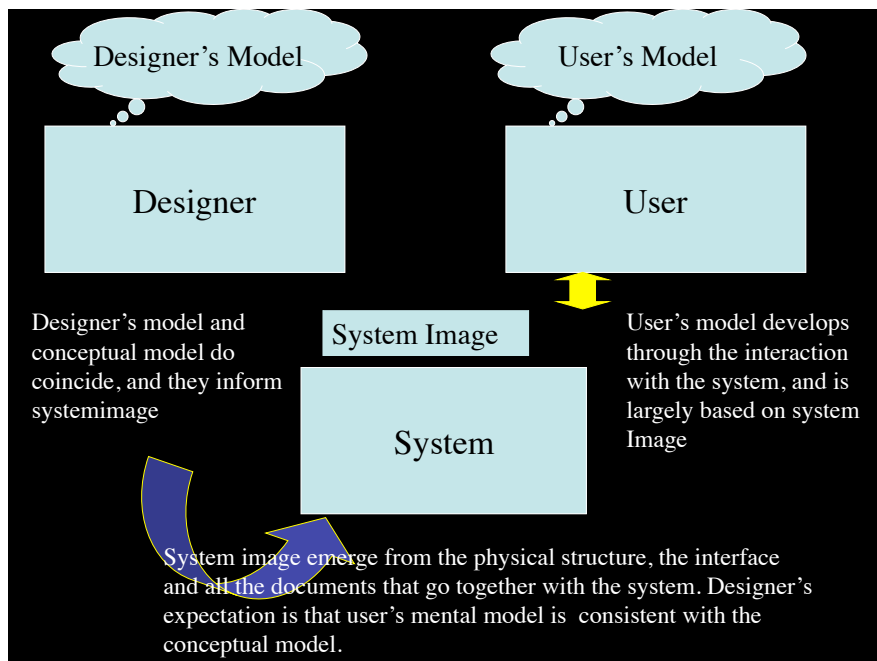 Designer’s Model
User’s Model
Designer
User
Designer’s model and
conceptual model do
coincide, and they inform
systemimage
System Image
System
User’s model develops
through the interaction
with the system, and is
largely based on system
Image
System image emerge from the physical structure, the interface
and all the documents that go together with the system. Designer’s
expectation is that user’s mental model is consistent with the
conceptual model.